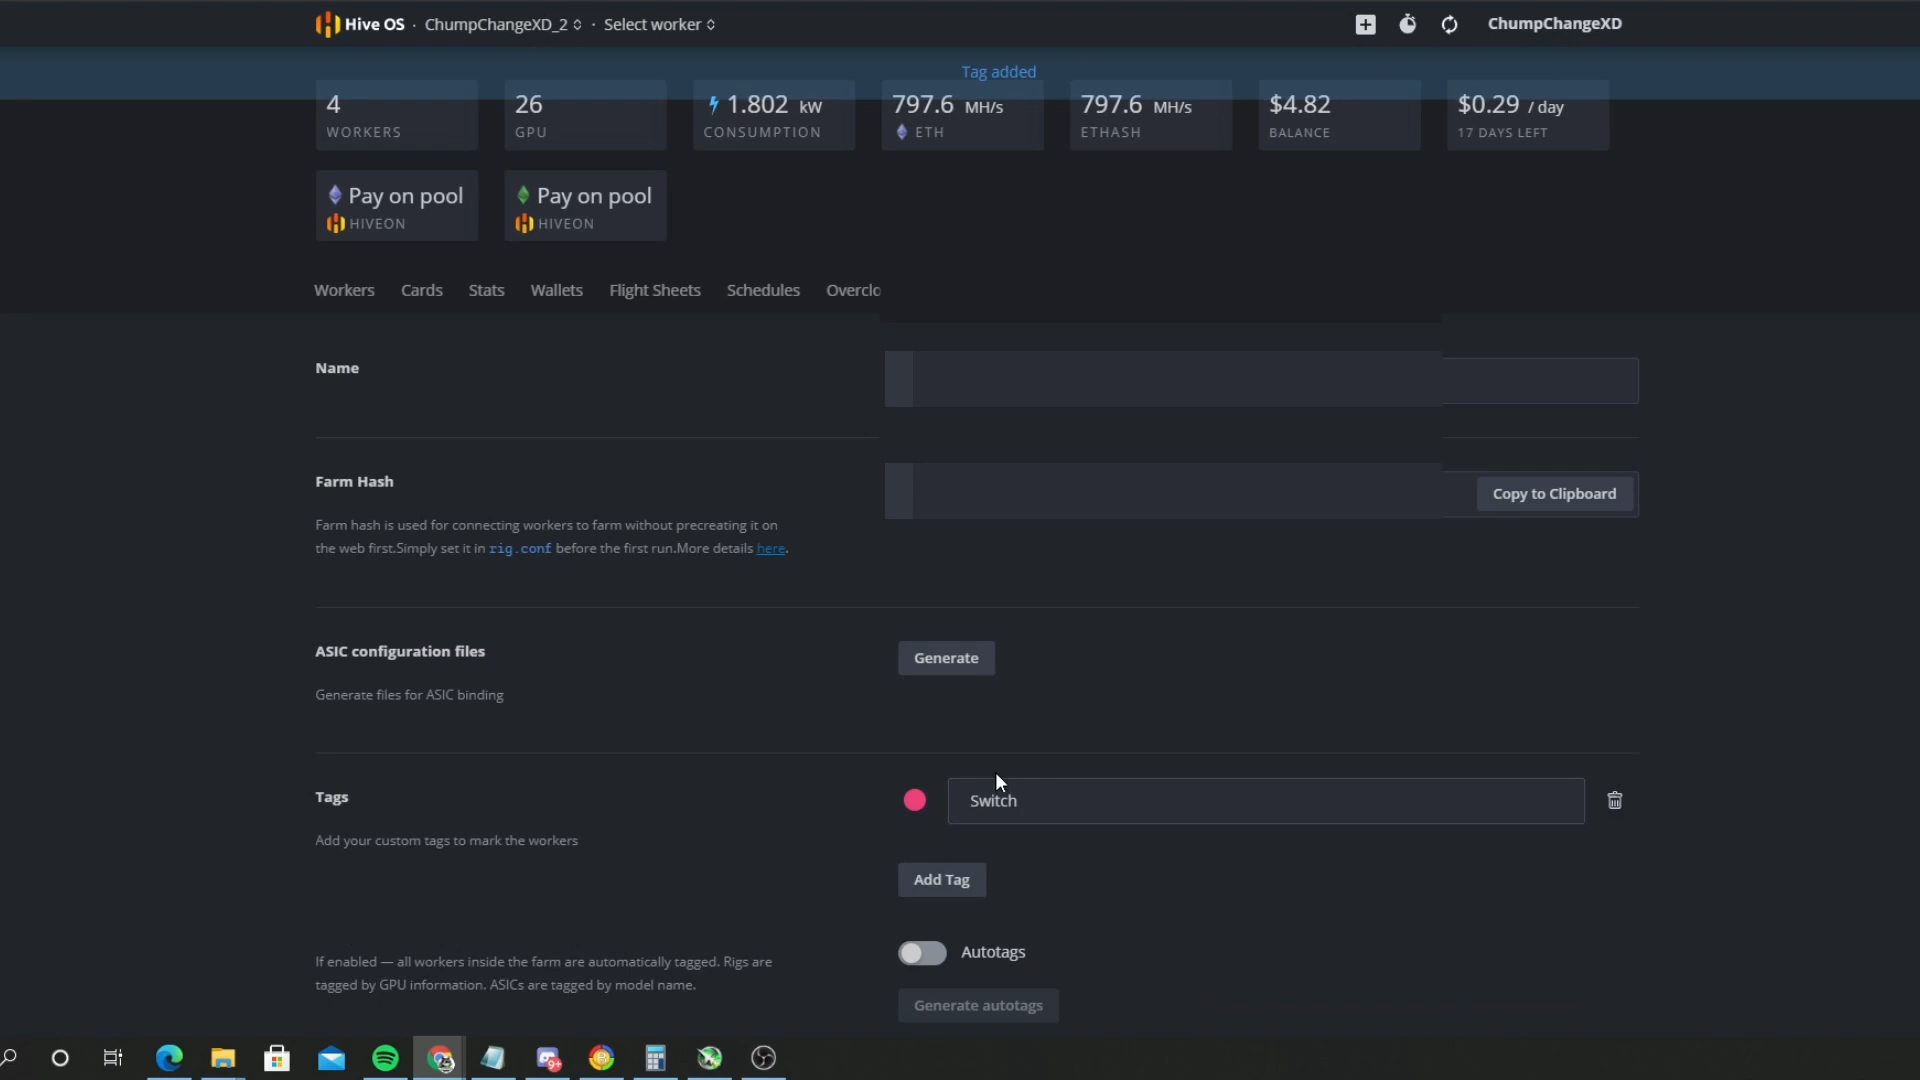 Hive OS · ChumpChangeXD_2 · Select worker ChumpChangeXD
Tag added
4 26 1.802 kW 797.6 MH/s 797.6 MH/s $4.82 $0.29 / day
WORKERS GPU CONSUMPTION ETH ETHASH BALANCE 17 DAYS LEFT
Pay on pool Pay on pool
HIVEON HIVEON
Workers Cards Stats Wallets Flight Sheets Schedules Overclo
Name
Farm Hash
Copy to Clipboard
Farm hash is used for connecting workers to farm without precreating it on
the web first.Simply set it in rig.conf before the first run.More details here.
ASIC configuration files
Generate
Generate files for ASIC binding
Tags
Switch
Add your custom tags to mark the workers
Add Tag
Autotags
If enabled — all workers inside the farm are automatically tagged. Rigs are
tagged by GPU information. ASICs are tagged by model name.
Generate autotags
9+